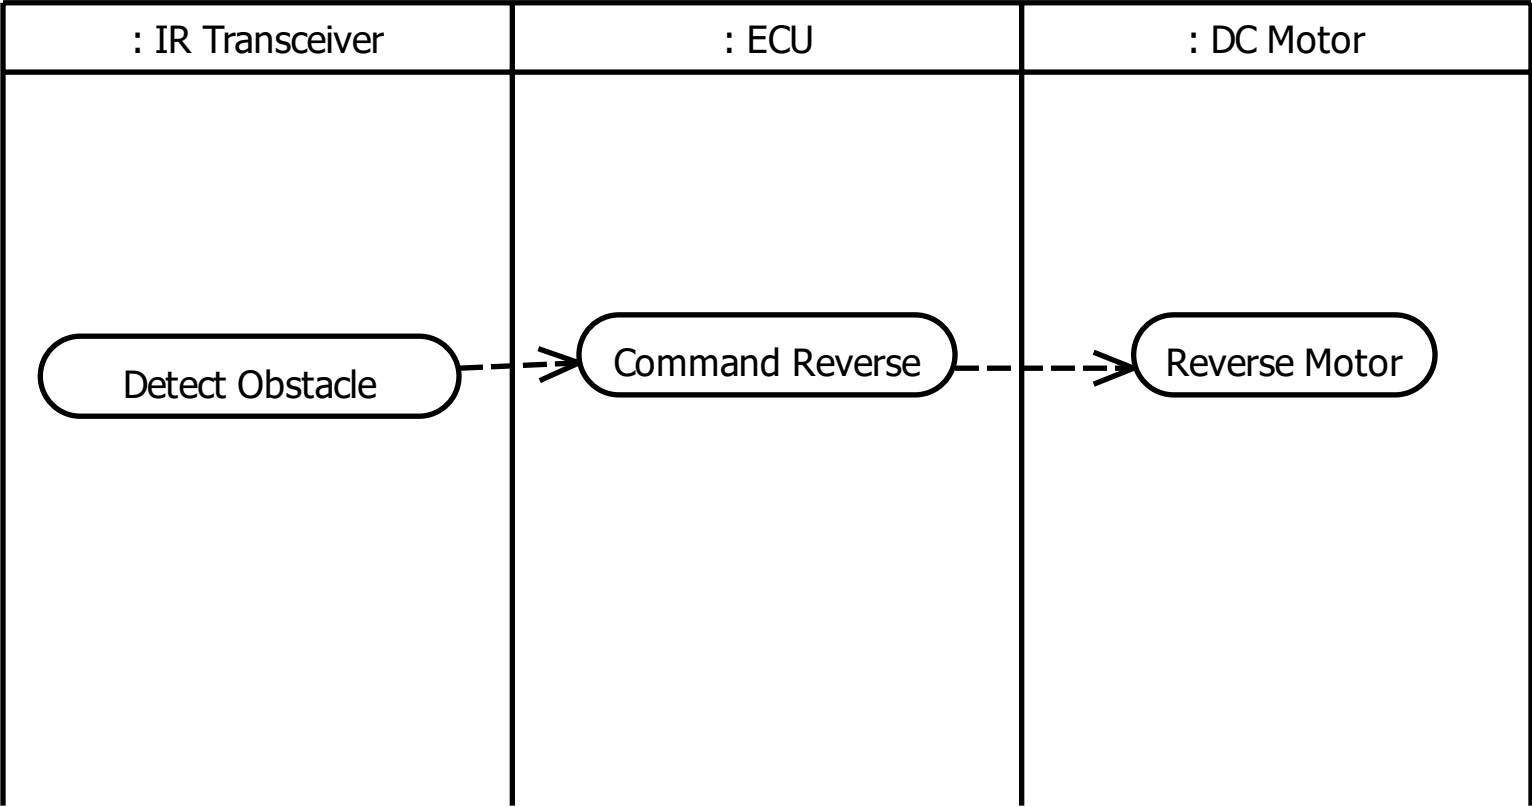 : IR Transceiver
: ECU
: DC Motor
Detect Obstacle
Command Reverse
Reverse Motor